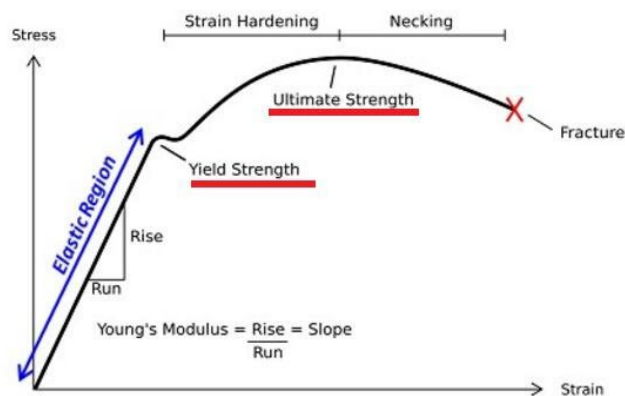 Strain Hardening
Necking
Stress
Ultimate Strength
Fracture
Yield Strength
Elastic Region
Rise
Run
Young's Modulus = Rise = Slope
Run
Strain